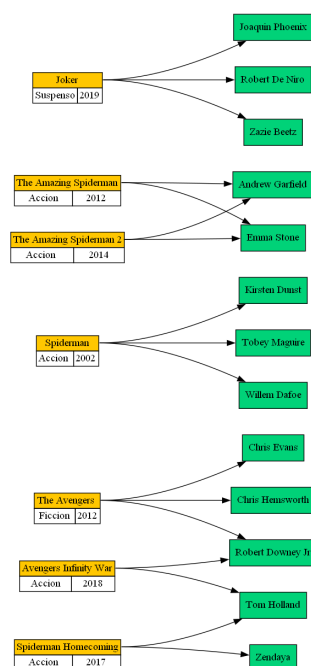 Joaquin Phoenix
Joker
Suspenso 2019
Robert De Niro
Zazie Beetz
The Amazing Spiderman
Accion 2012
Andrew Garfield
The Amazing Spiderman 2
Accion 2014
Emma Stone
Kirsten Dunst
Spiderman
Accion 2002
Tobey Maguire
Willem Dafoe
Chris Evans
The Avengers
Ficcion 2012
Chris Hemsworth
Robert Downey Jr
Avengers Infinity War
Accion 2018
Tom Holland
Spiderman Homecoming
Accion 2017
Zendaya